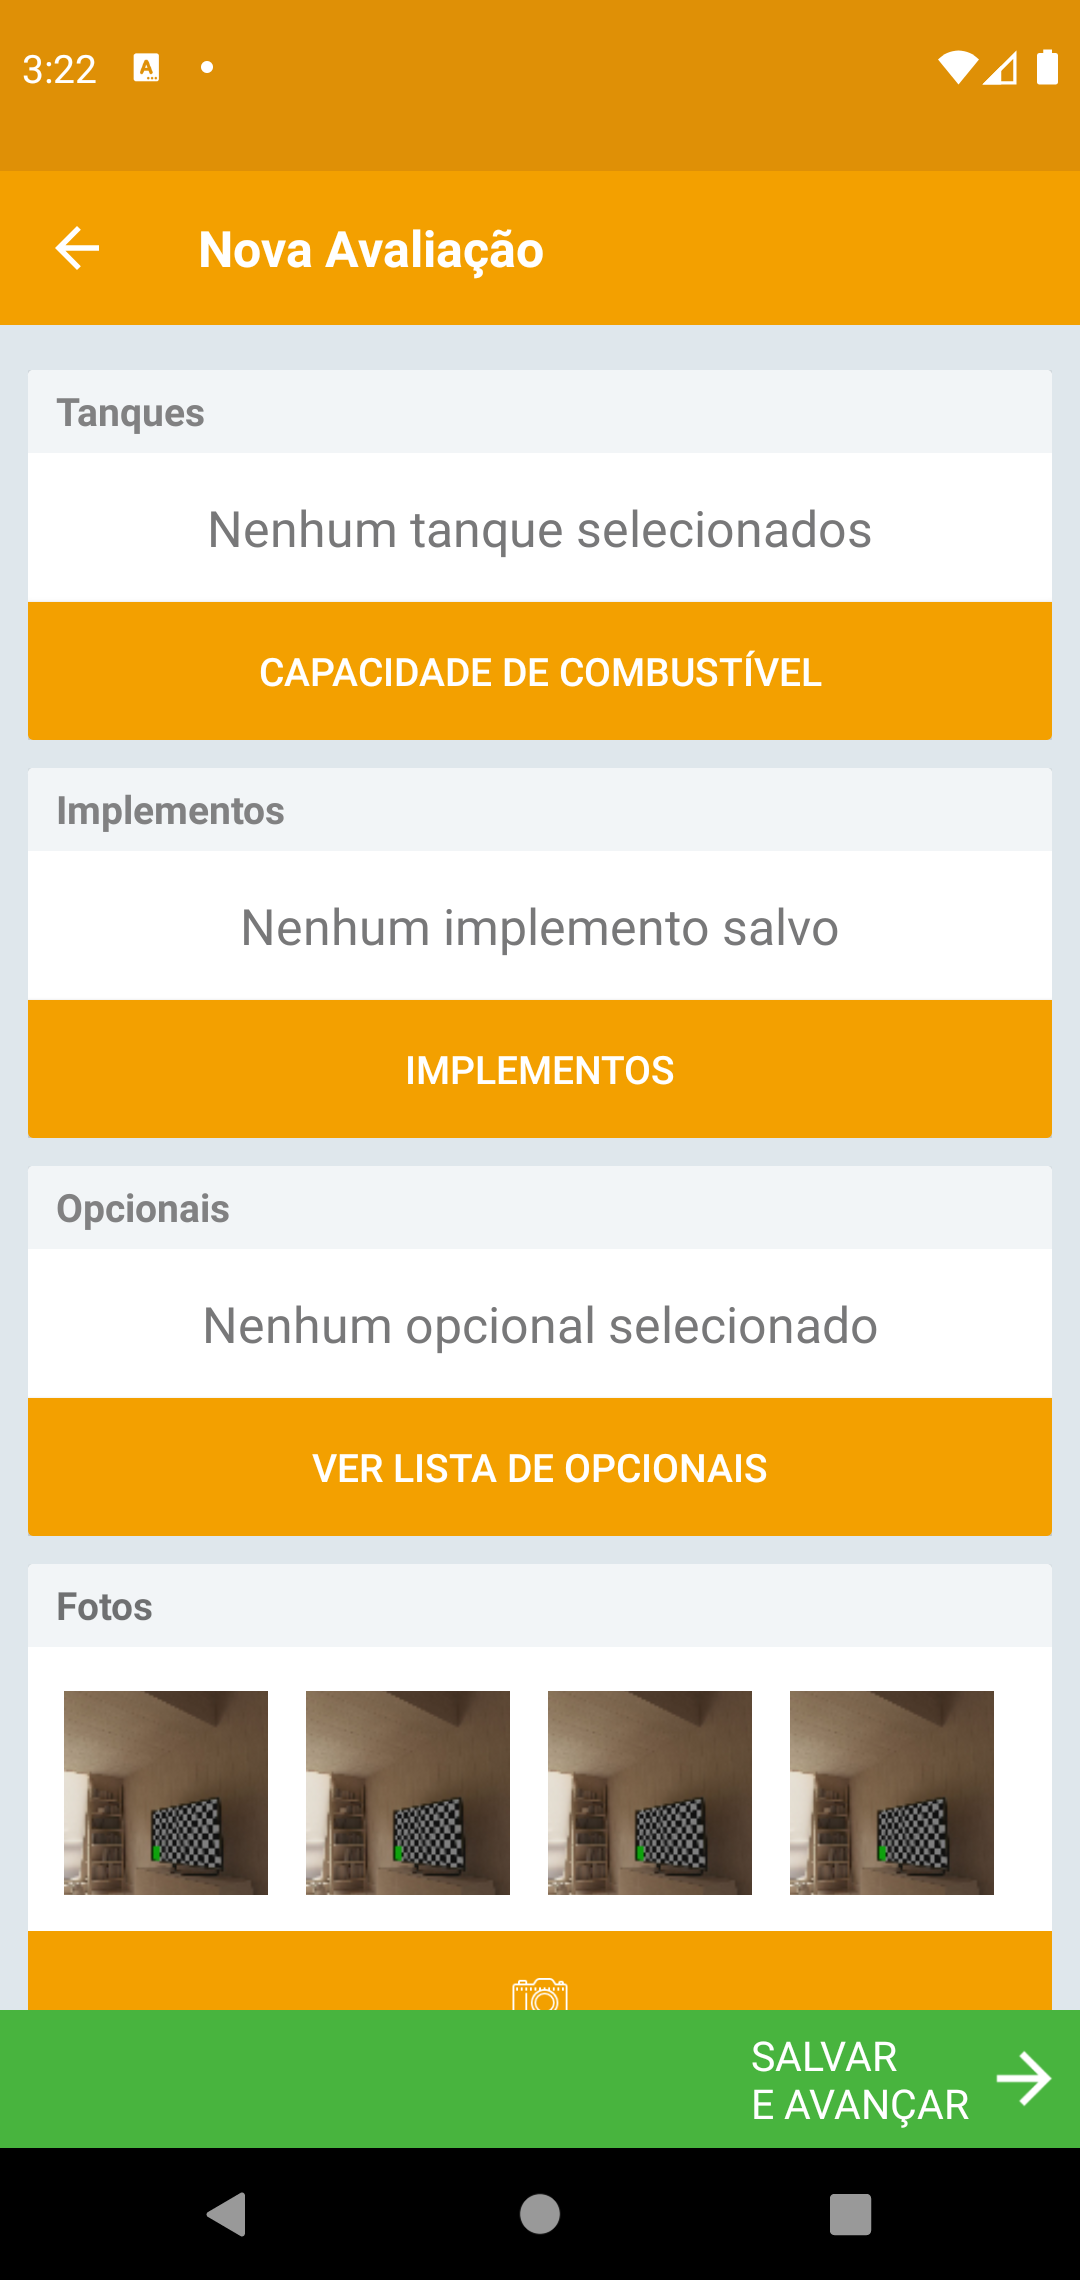 3:22
Nova Avaliação
Tanques
Nenhum tanque selecionados
CAPACIDADE DE COMBUSTÍVEL
Implementos
Nenhum implemento salvo
IMPLEMENTOS
Opcionais
Nenhum opcional selecionado
VER LISTA DE OPCIONAIS
Fotos
SALVAR
E AVANÇAR